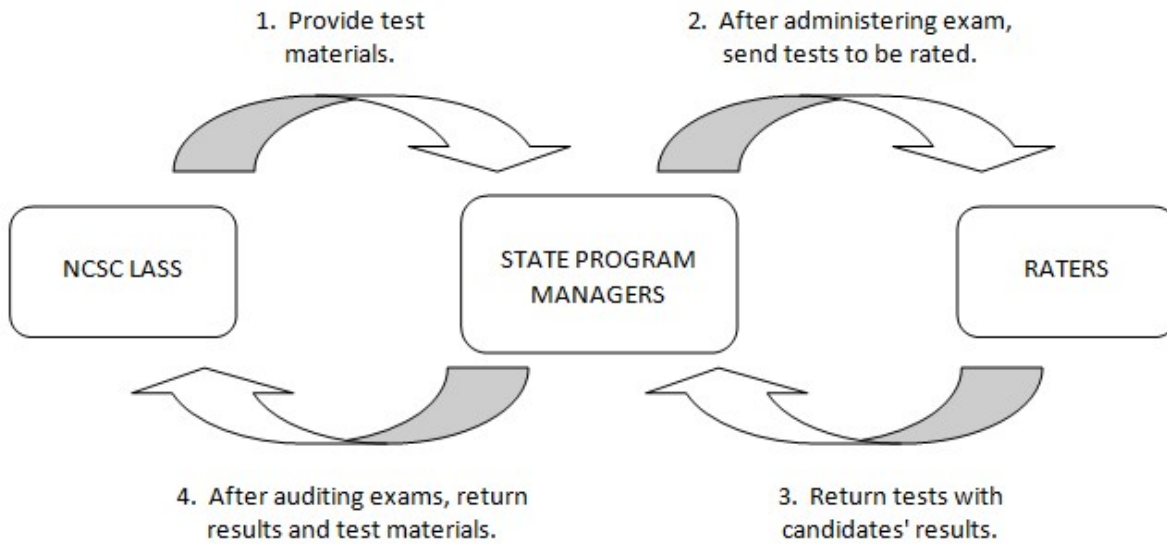 1. Provide test
materials.
2. After administering exam,
send tests to be rated.
NCSC LASS
STATE PROGRAM
MANAGERS
RATERS
4. After auditing exams, return
results and test materials.
3. Return tests with
candidates' results.